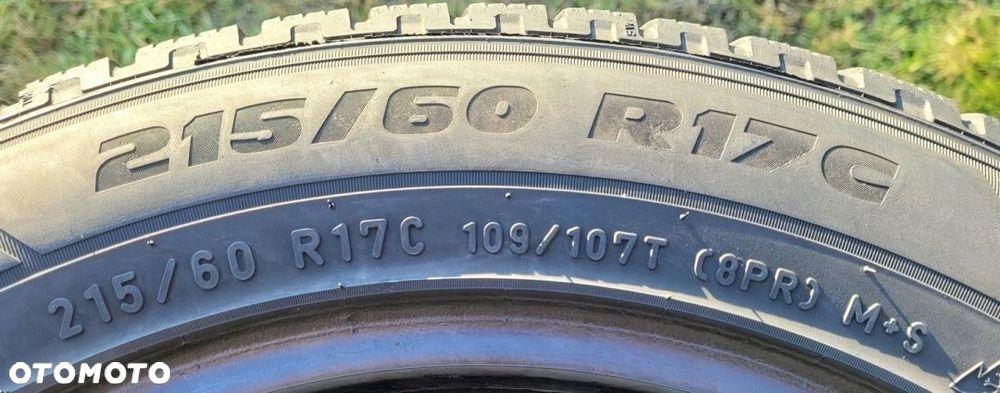 215/60 R17C
215/60 R17C 109/107T (8PR) M+S
OTOMOTO